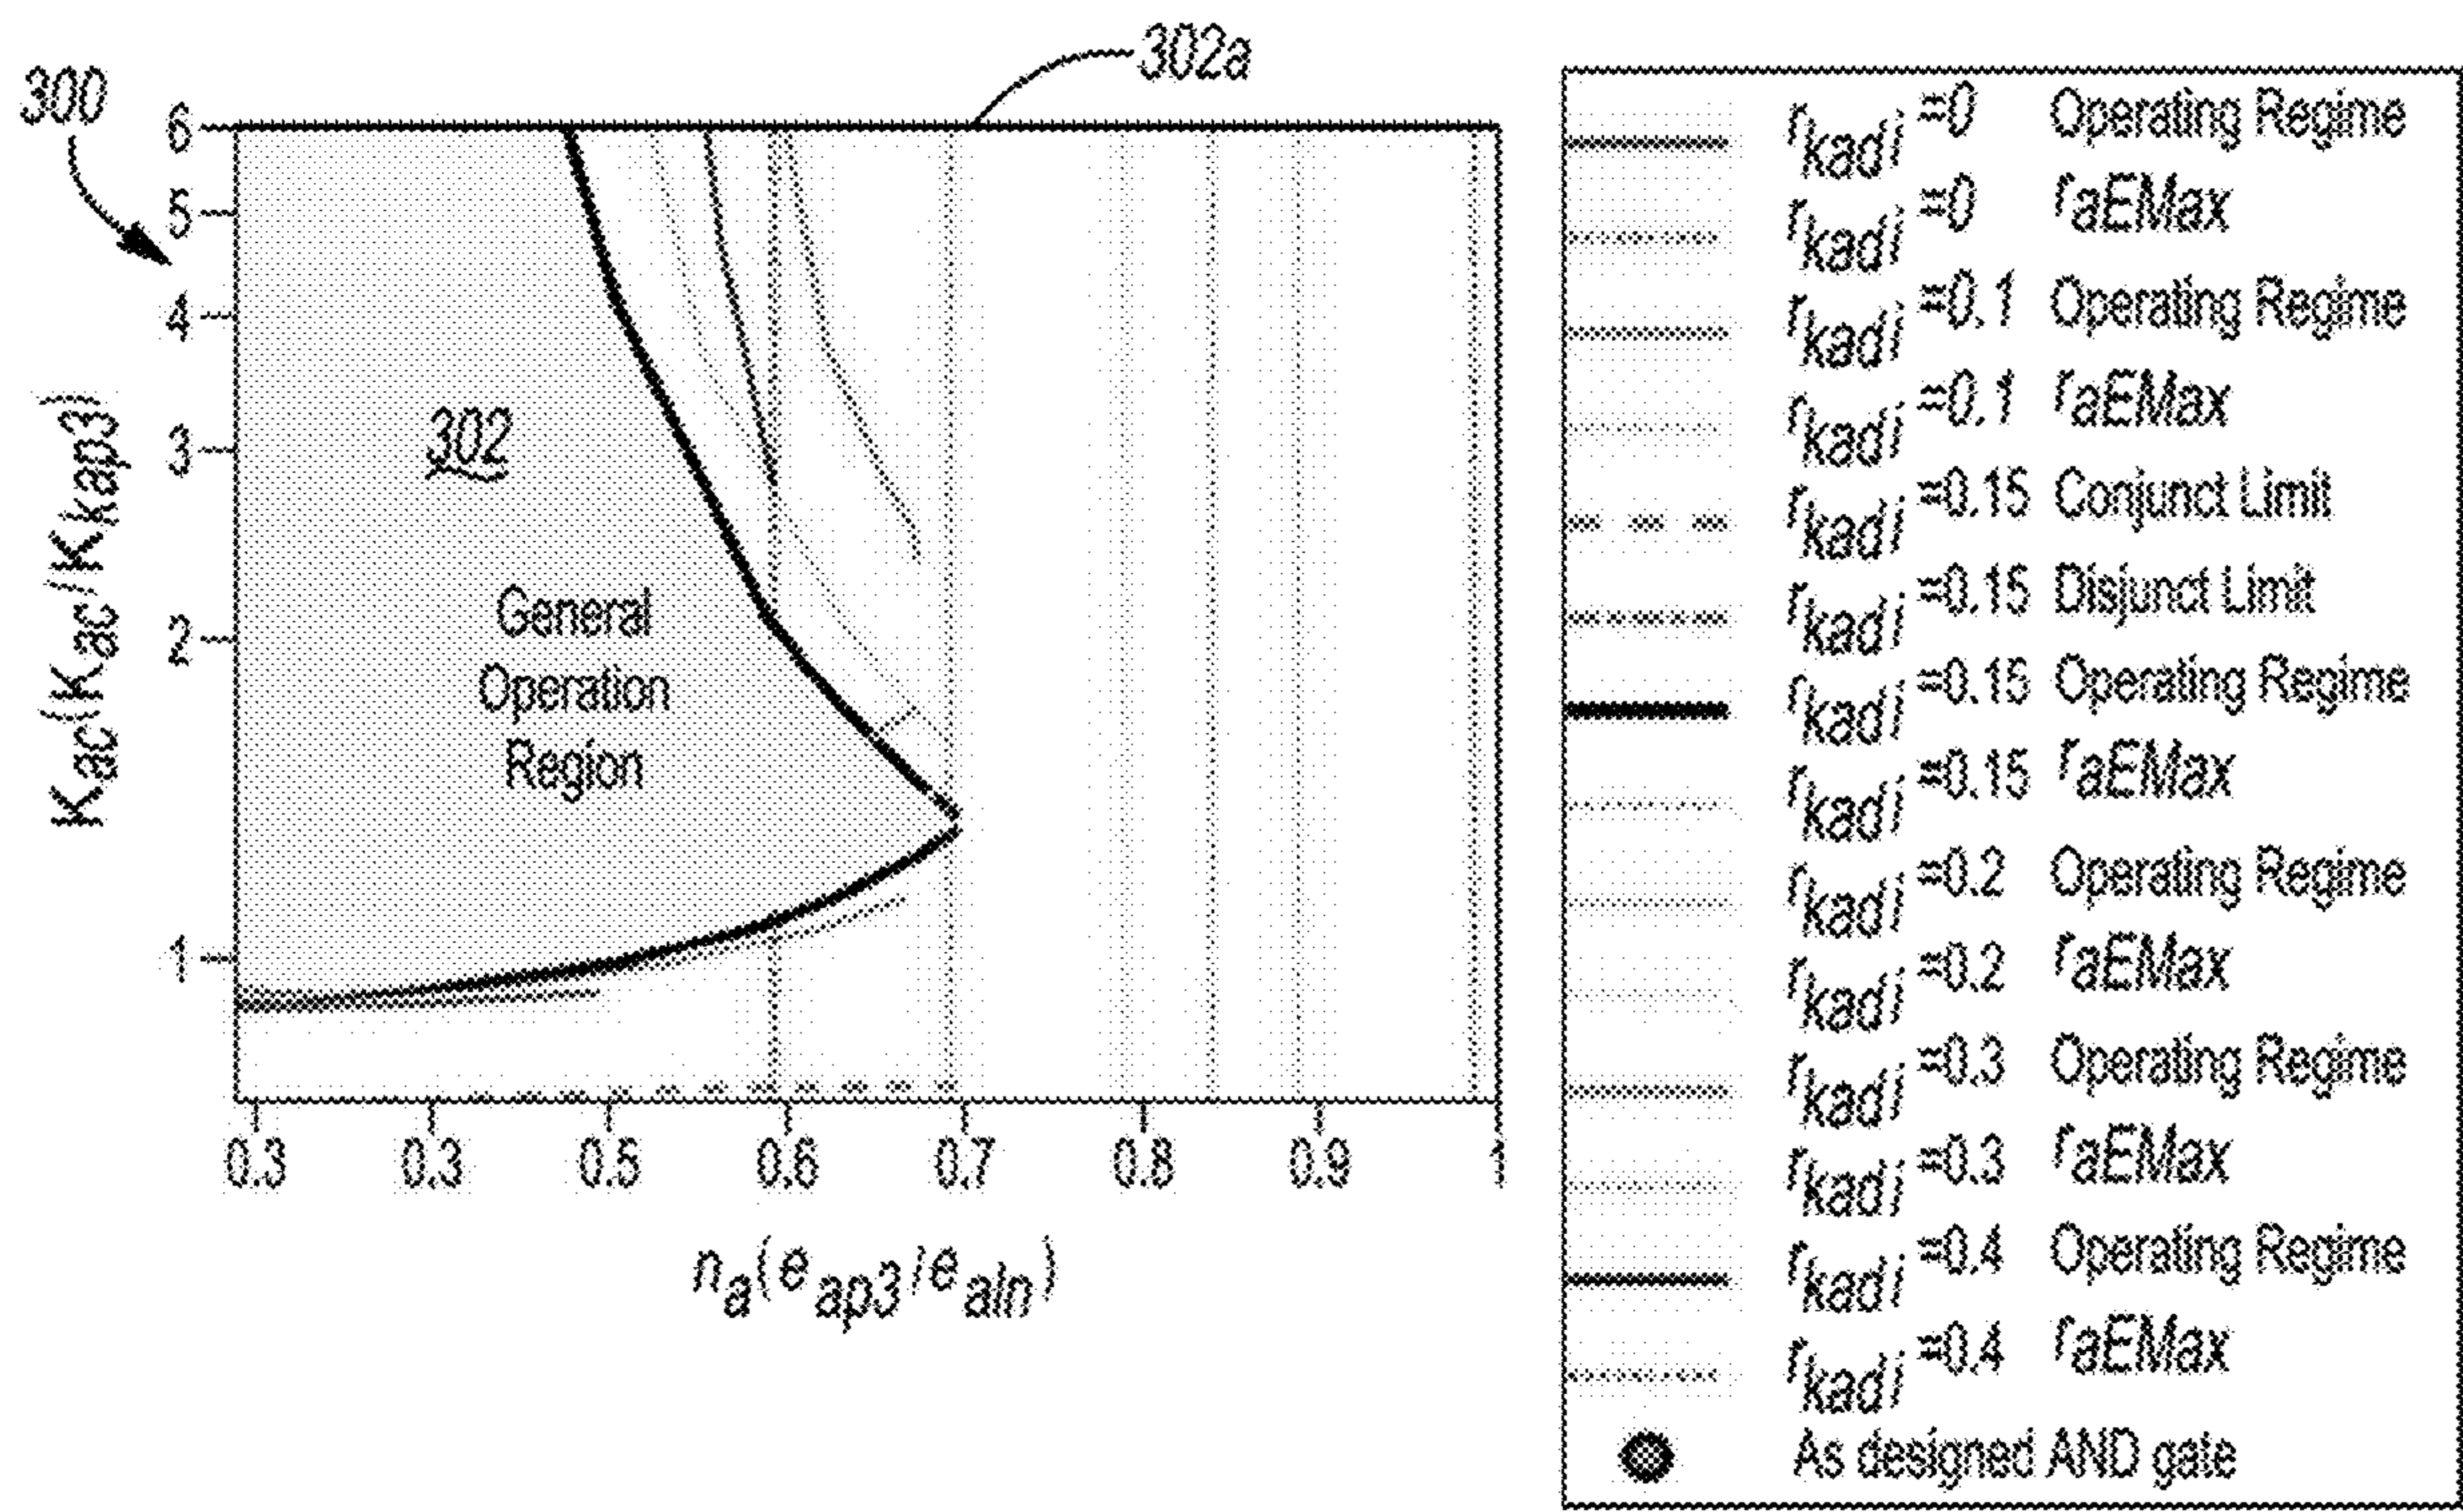 300
302a
6
5
4
3
2
1
Kac(Kac/Kkap3)
302
General
Operation
Region
0.3 0.3 0.5 0.6 0.7 0.8 0.9 1
na(eap3/eaIn)
rkadi=0 Operating Regime
rkadi=0 raEMax
rkadi=0.1 Operating Regime
rkadi=0.1 raEMax
rkadi=0.15 Conjunct Limit
rkadi=0.15 Disjunct Limit
rkadi=0.15 Operating Regime
rkadi=0.15 raEMax
rkadi=0.2 Operating Regime
rkadi=0.2 raEMax
rkadi=0.3 Operating Regime
rkadi=0.3 raEMax
rkadi=0.4 Operating Regime
rkadi=0.4 raEMax
As designed AND gate